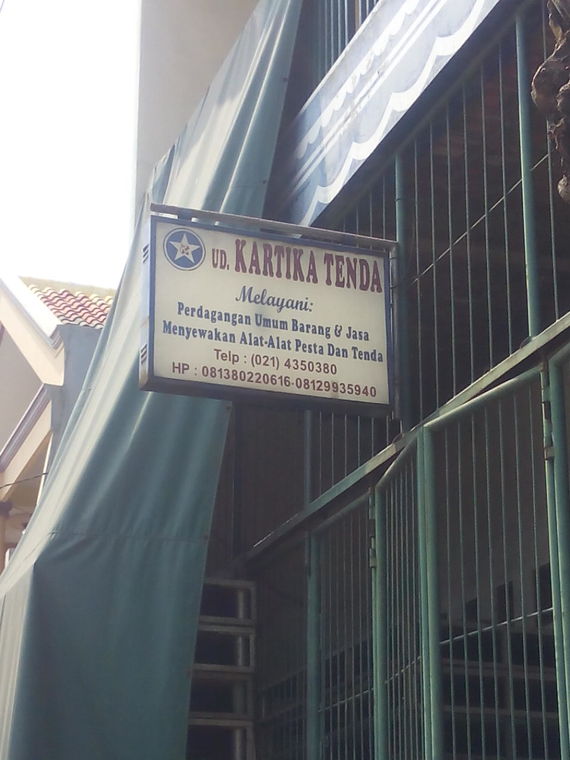 UD. KARTIKA TENDA
Melayani:
Perdagangan Umum Barang & Jasa
Menyewakan Alat-Alat Pesta Dan Tenda
Telp : (021) 4350380
HP : 081380220616-08129935940